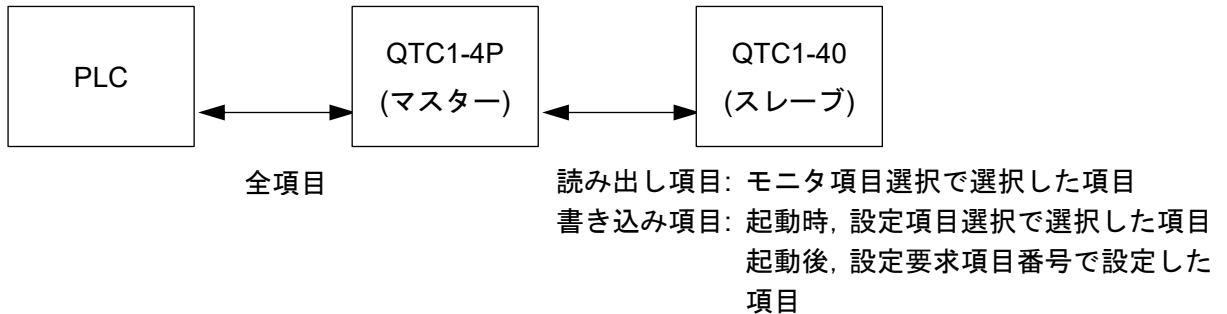 PLC
QTC1-4P
(マスター)
QTC1-40
(スレーブ)
全項目
読み出し項目: モニタ項目選択で選択した項目
書き込み項目: 起動時, 設定項目選択で選択した項目
起動後, 設定要求項目番号で設定した
項目